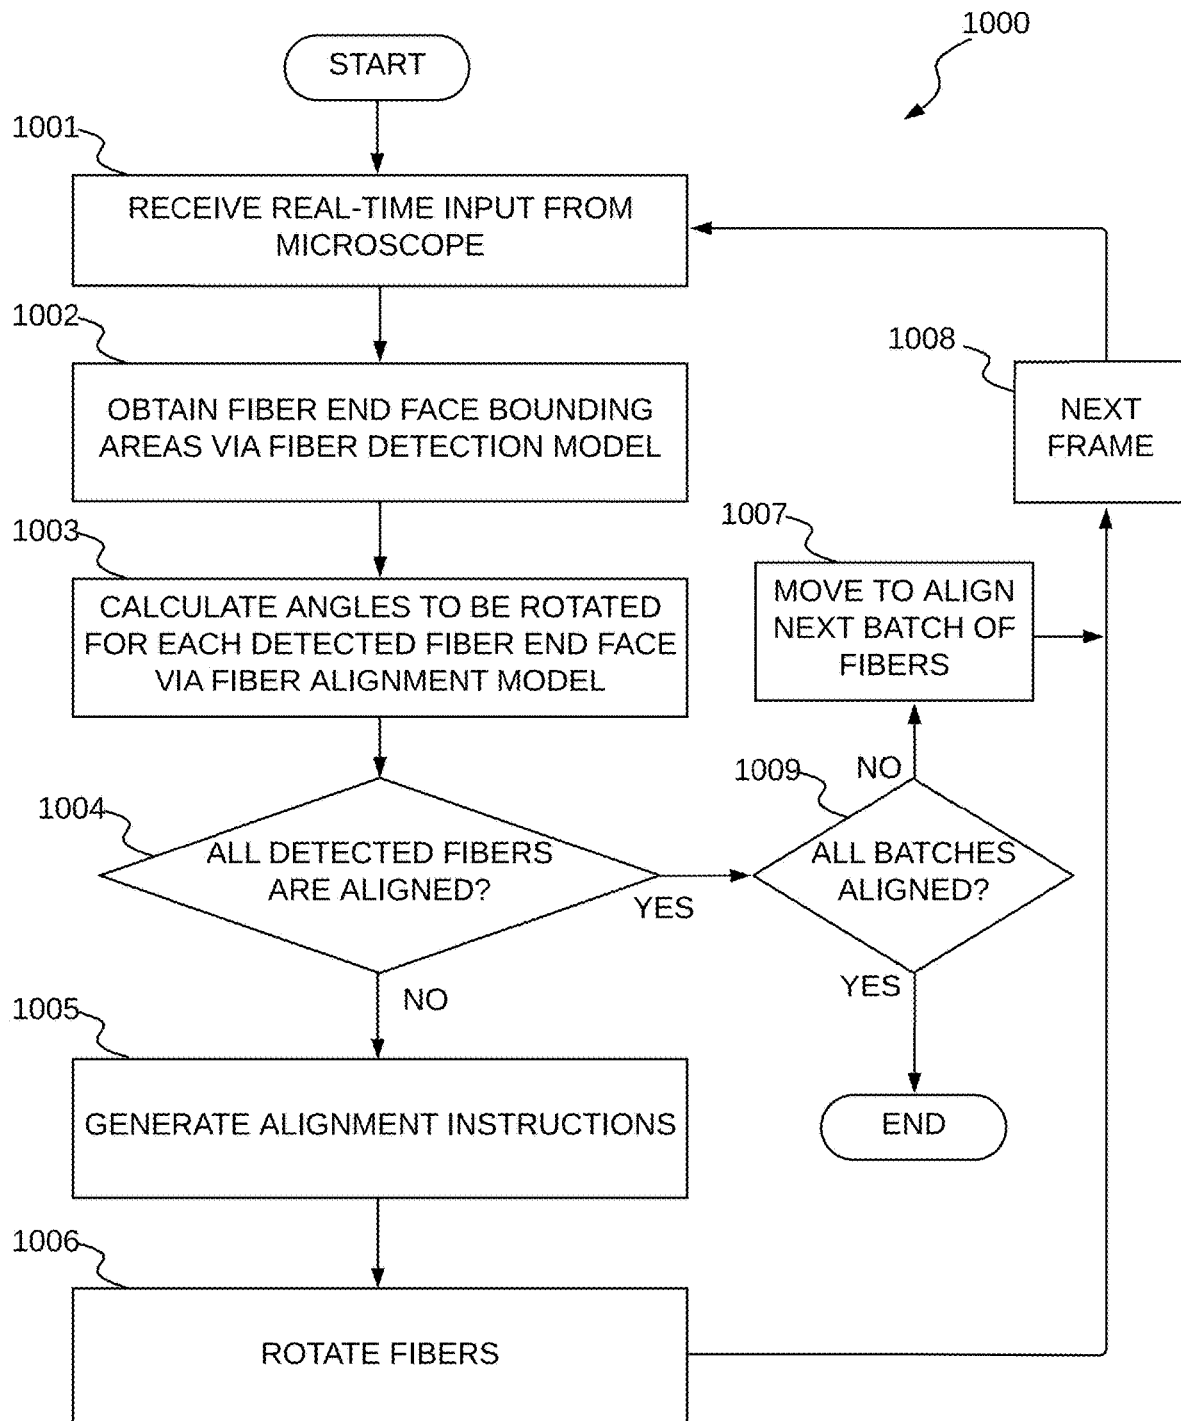 1000
START
1001
RECEIVE REAL-TIME INPUT FROM
MICROSCOPE
1002
OBTAIN FIBER END FACE BOUNDING
AREAS VIA FIBER DETECTION MODEL
1008
NEXT
FRAME
1003
CALCULATE ANGLES TO BE ROTATED
FOR EACH DETECTED FIBER END FACE
VIA FIBER ALIGNMENT MODEL
1007
MOVE TO ALIGN
NEXT BATCH OF
FIBERS
1004
ALL DETECTED FIBERS
ARE ALIGNED?
YES
NO
1009
NO
ALL BATCHES
ALIGNED?
YES
END
1005
GENERATE ALIGNMENT INSTRUCTIONS
1006
ROTATE FIBERS